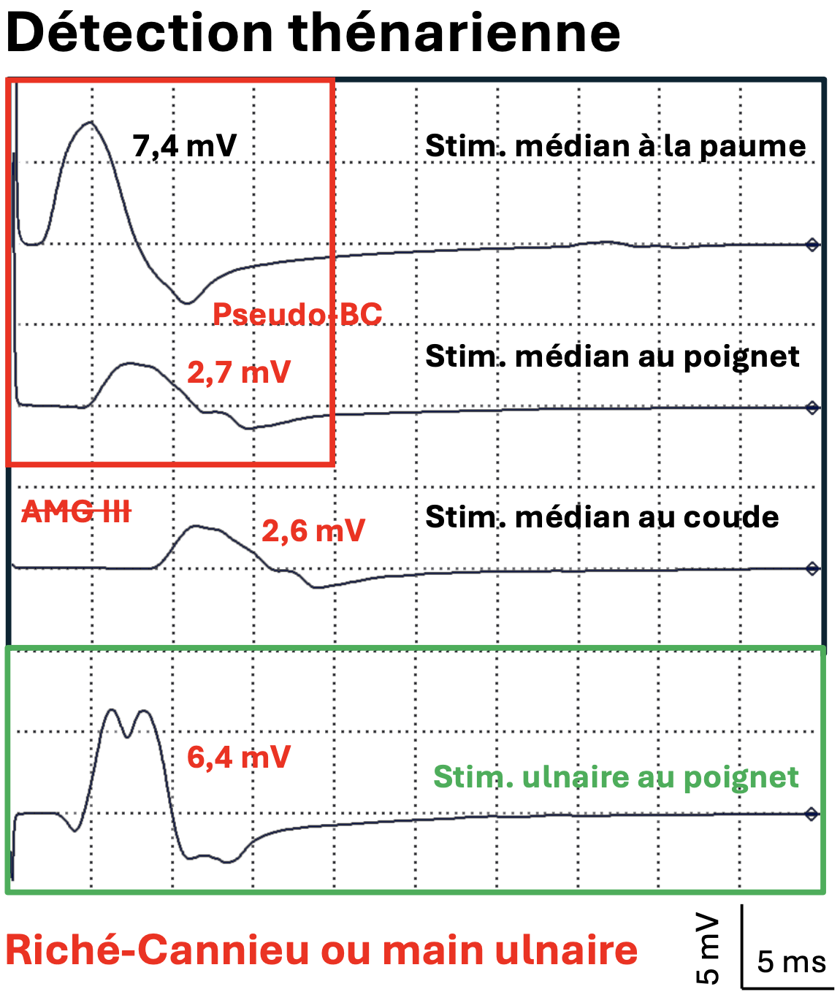 Détection thénarienne
7,4 mV
Stim. médian à la paume
Pseudo-BC
2,7 mV
Stim. médian au poignet
AMG III
2,6 mV
Stim. médian au coude
6,4 mV
Stim. ulnaire au poignet
Riché-Cannieu ou main ulnaire
5 mV
5 ms